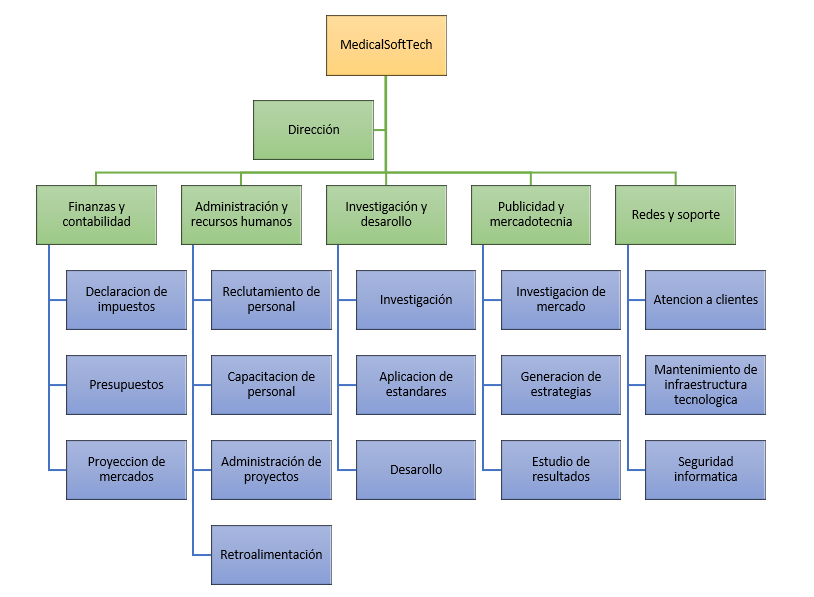 MedicalSoftTech
Dirección
Finanzas y
contabilidad
Administración y
recursos humanos
Investigación y
desarollo
Publicidad y
mercadotecnia
Redes y soporte
Declaracion de
impuestos
Reclutamiento de
personal
Investigación
Investigacion de
mercado
Atencion a clientes
Presupuestos
Capacitacion de
personal
Aplicacion de
estandares
Generacion de
estrategias
Mantenimiento de
infraestructura
tecnologica
Proyeccion de
mercados
Administración de
proyectos
Desarollo
Estudio de
resultados
Seguridad
informatica
Retroalimentación